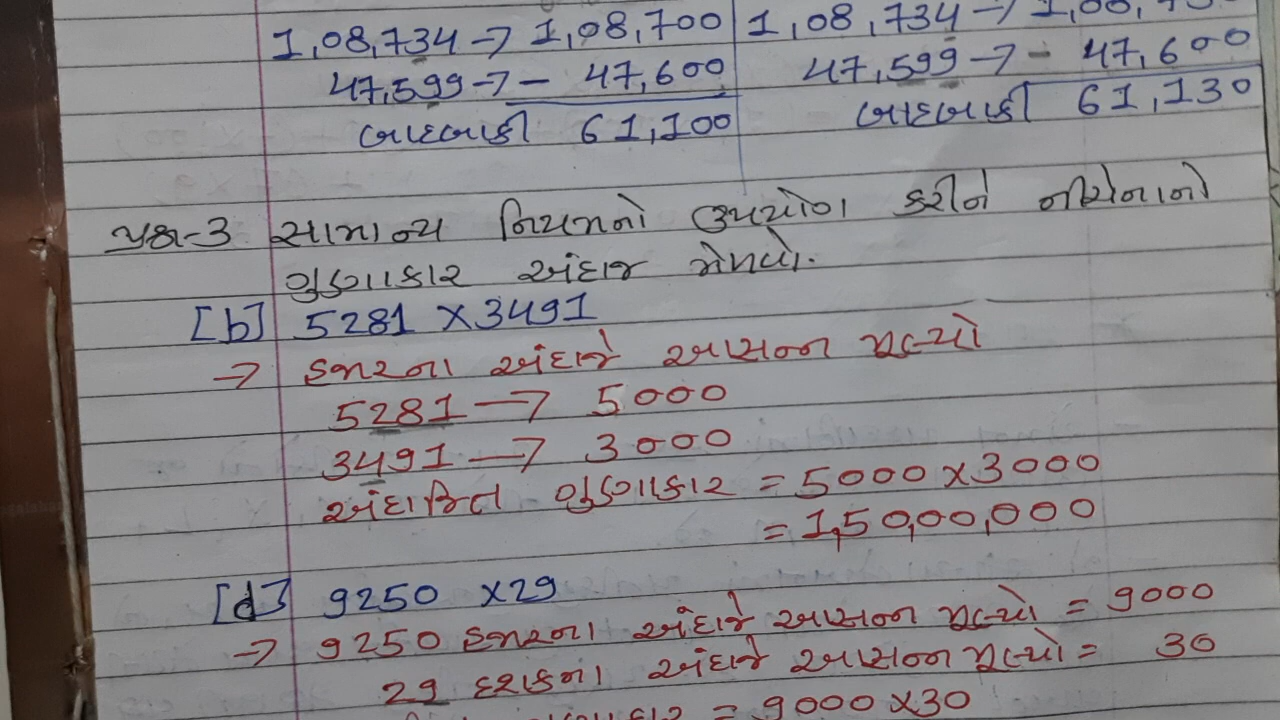 1,08,734 → 1,08,700
47,599 → - 47,600
બાદબાકી 61,100
1,08,734 →
47,599 → - 47,600
બાદબાકી 61,130
પ્રશ્ન-3 સામાન્ય નિયમનો ઉપયોગ કરીને નીચેનાનો
ગુણાકાર અંદાજ મેળવો.
[b] 5281 × 3491
→ હજારના અંદાજે આસન્ન મૂલ્યો
5281 → 5000
3491 → 3000
અંદાજિત ગુણાકાર = 5000 × 3000
= 1,50,00,000
[d] 9250 × 29
→ 9250 હજારના અંદાજે આસન્ન મૂલ્યો = 9000
29 દશકના અંદાજે આસન્ન મૂલ્યો = 30
ગુણાકાર = 9000 × 30